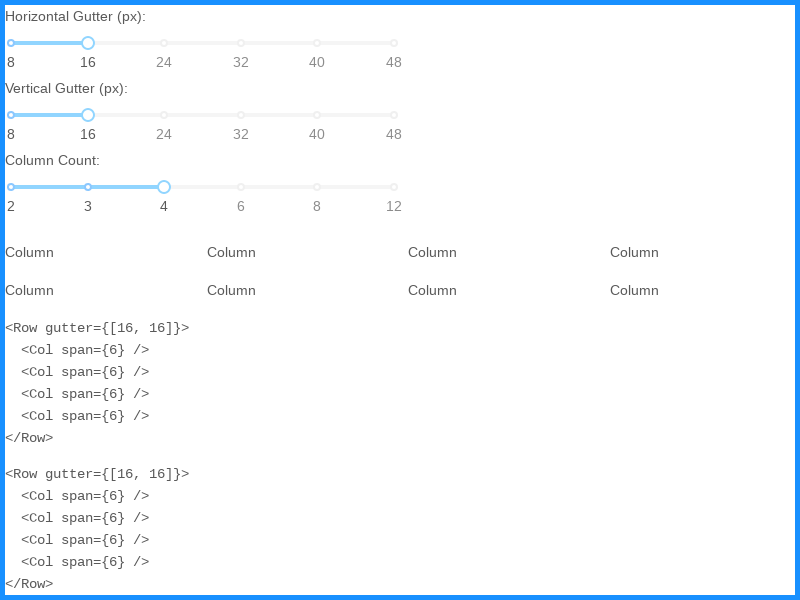 Horizontal Gutter (px):
8 16 24 32 40 48
Vertical Gutter (px):
8 16 24 32 40 48
Column Count:
2 3 4 6 8 12
Column Column Column Column
Column Column Column Column
<Row gutter={[16, 16]}>
  <Col span={6} />
  <Col span={6} />
  <Col span={6} />
  <Col span={6} />
</Row>
<Row gutter={[16, 16]}>
  <Col span={6} />
  <Col span={6} />
  <Col span={6} />
  <Col span={6} />
</Row>